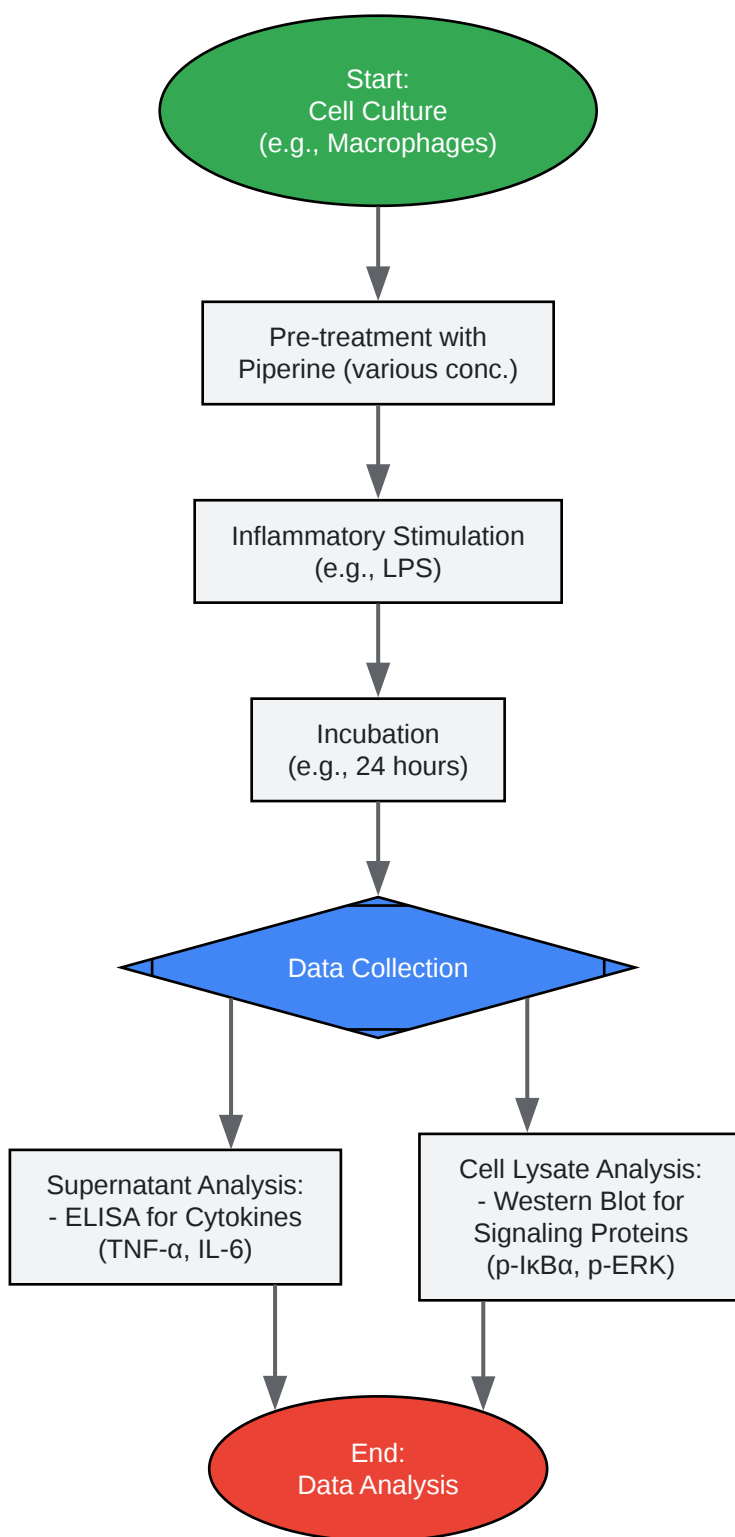 Start:
Cell Culture
(e.g., Macrophages)
Pre-treatment with
Piperine (various conc.)
Inflammatory Stimulation
(e.g., LPS)
Incubation
(e.g., 24 hours)
Data Collection
Supernatant Analysis:
- ELISA for Cytokines
(TNF-α, IL-6)
Cell Lysate Analysis:
- Western Blot for
Signaling Proteins
(p-IκBα, p-ERK)
End:
Data Analysis